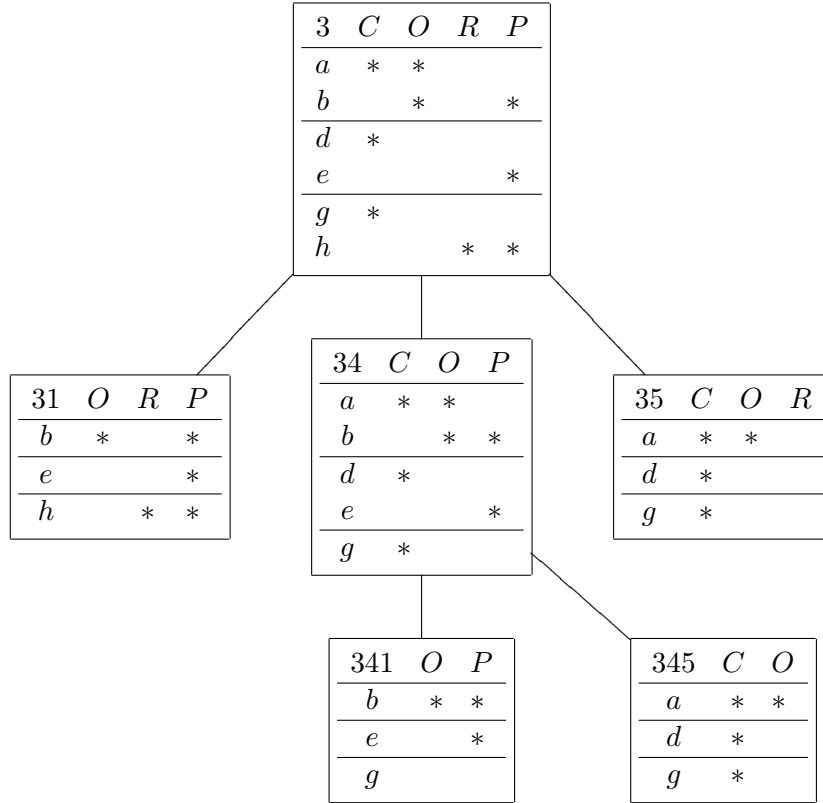 3 C O R P
a * *
b * *
d *
e *
g *
h * *
31 O R P
b * *
e *
h * *
34 C O P
a * *
b * *
d *
e *
g *
35 C O R
a * *
d *
g *
341 O P
b * *
e *
g
345 C O
a * *
d *
g *